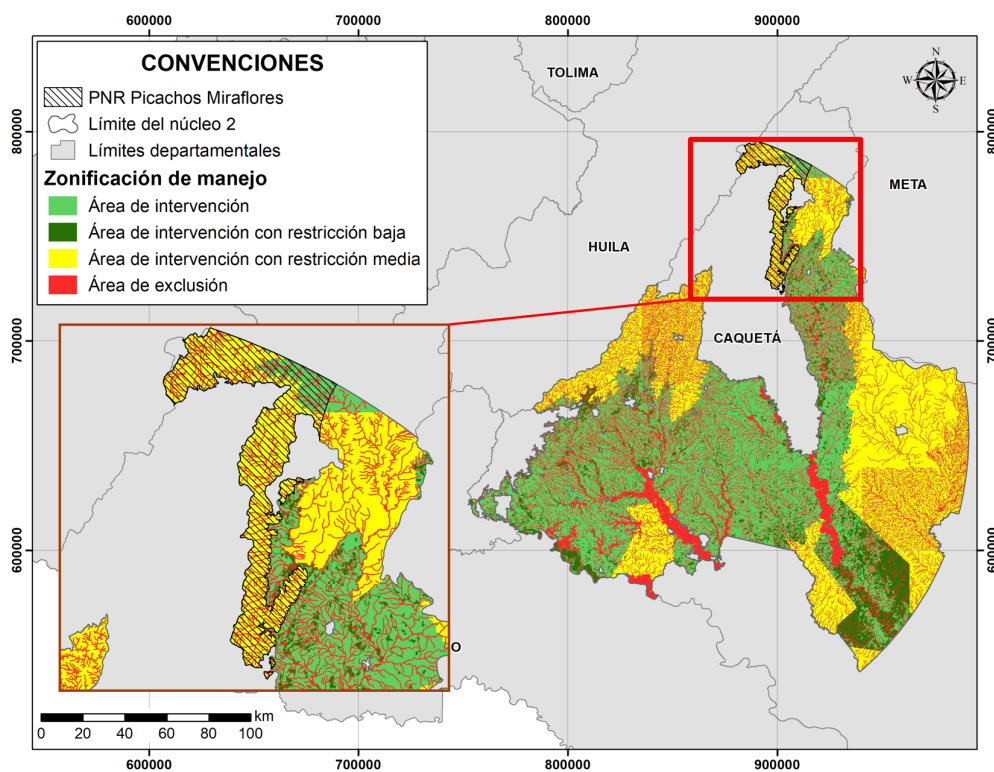 600000 700000 800000 900000
CONVENCIONES
PNR Picachos Miraflores
Límite del núcleo 2
Límites departamentales
Zonificación de manejo
Área de intervención
Área de intervención con restricción baja
Área de intervención con restricción media
Área de exclusión
TOLIMA
N
W E
S
800000 800000
META
HUILA
700000 700000
CAQUETÁ
600000 600000
O
km
0 20 40 60 80 100
600000 700000 800000 900000